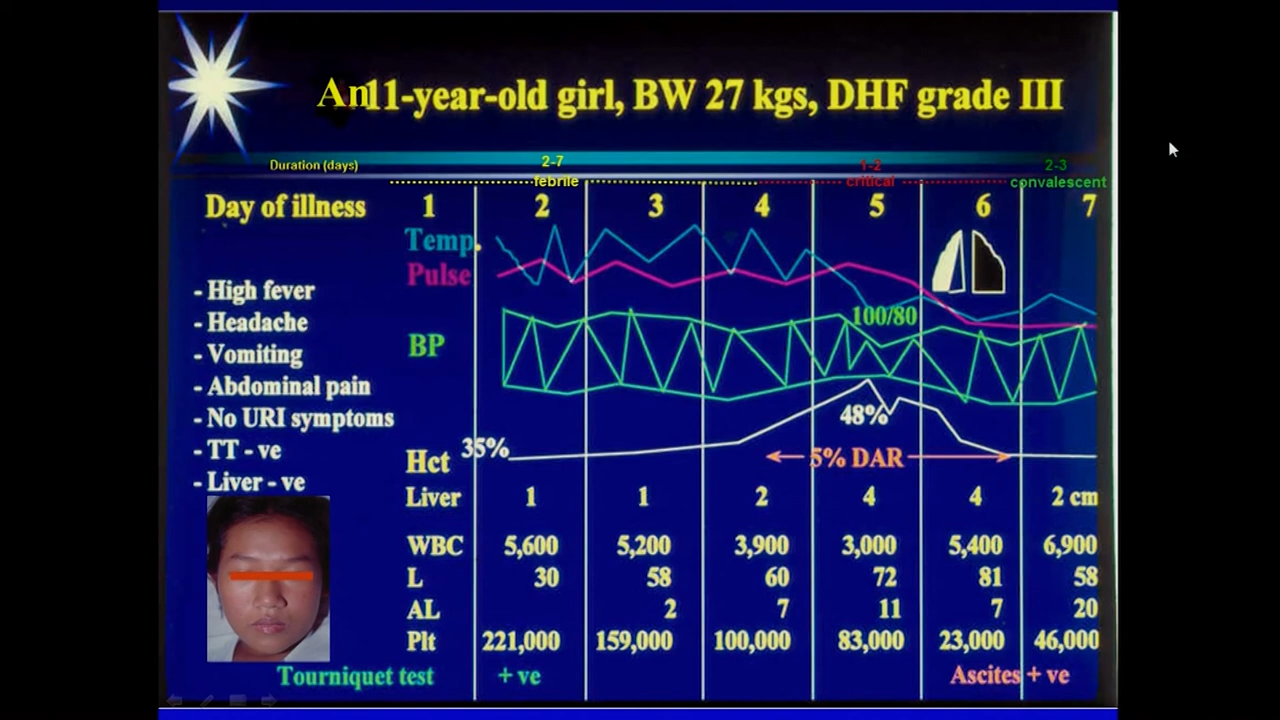 An 11-year-old girl, BW 27 kgs, DHF grade III
Duration (days) 2-7 1-2 2-3
febrile critical convalescent
Day of illness 1 2 3 4 5 6 7
Temp.
Pulse
- High fever
- Headache
100/80
BP
- Vomiting
- Abdominal pain
- No URI symptoms
48%
- TT - ve
35%
Hct
5% DAR
- Liver - ve
Liver 1 1 2 4 4 2 cm
WBC 5,600 5,200 3,900 3,000 5,400 6,900
L 30 58 60 72 81 58
AL 2 7 11 7 20
Plt 221,000 159,000 100,000 83,000 23,000 46,000
Tourniquet test + ve Ascites + ve